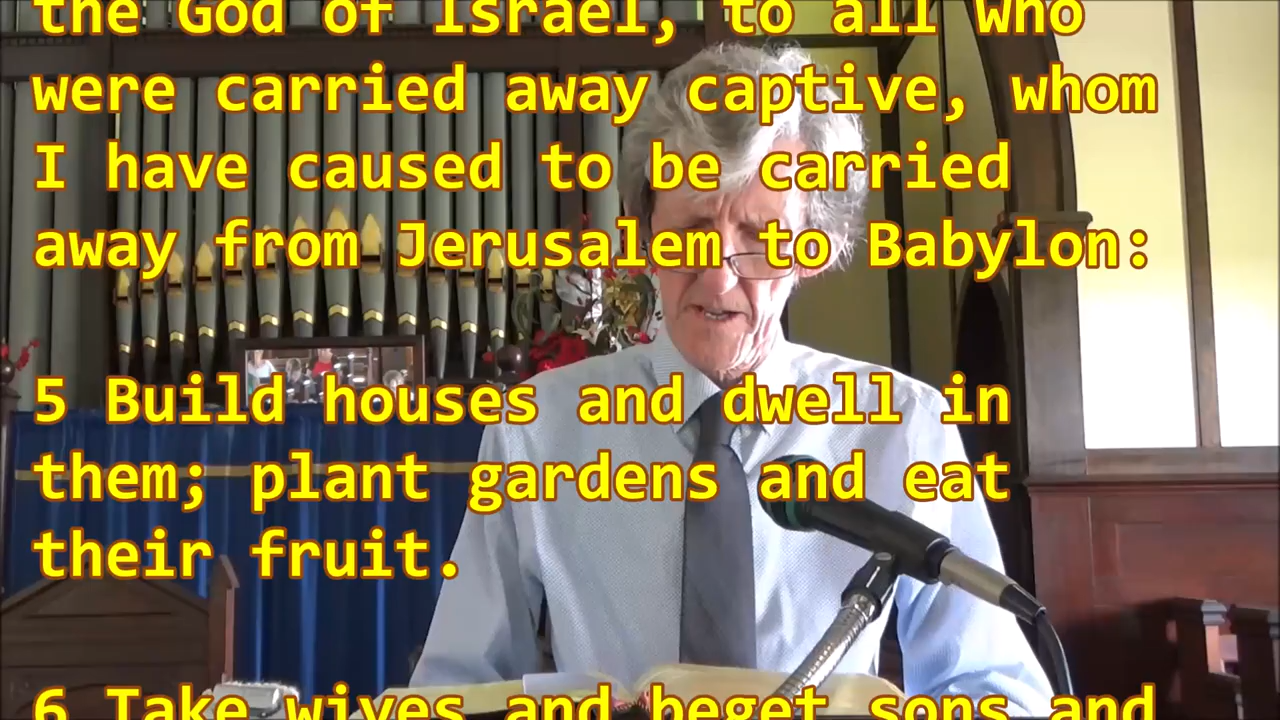 the God of Israel, to all who
were carried away captive, whom
I have caused to be carried
away from Jerusalem to Babylon:
5 Build houses and dwell in
them; plant gardens and eat
their fruit.
6 Take wives and beget sons and